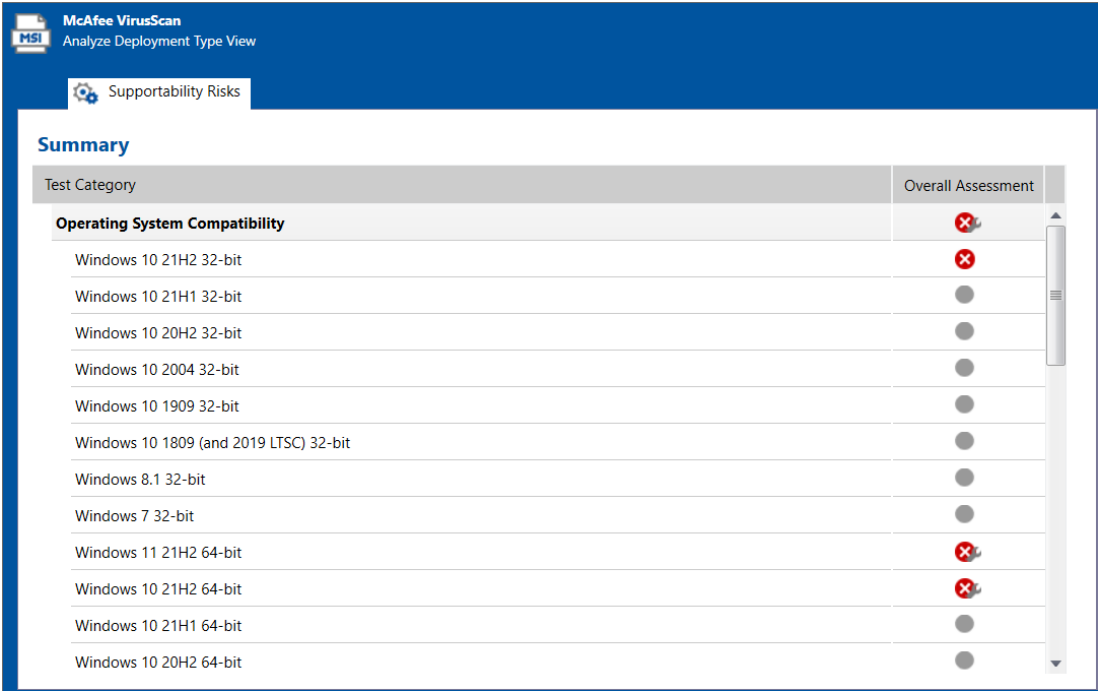 McAfee VirusScan
MSI
Analyze Deployment Type View
Supportability Risks
Summary
Test Category Overall Assessment
Operating System Compatibility
Windows 10 21H2 32-bit
Windows 10 21H1 32-bit
Windows 10 20H2 32-bit
Windows 10 2004 32-bit
Windows 10 1909 32-bit
Windows 10 1809 (and 2019 LTSC) 32-bit
Windows 8.1 32-bit
Windows 7 32-bit
Windows 11 21H2 64-bit
Windows 10 21H2 64-bit
Windows 10 21H1 64-bit
Windows 10 20H2 64-bit